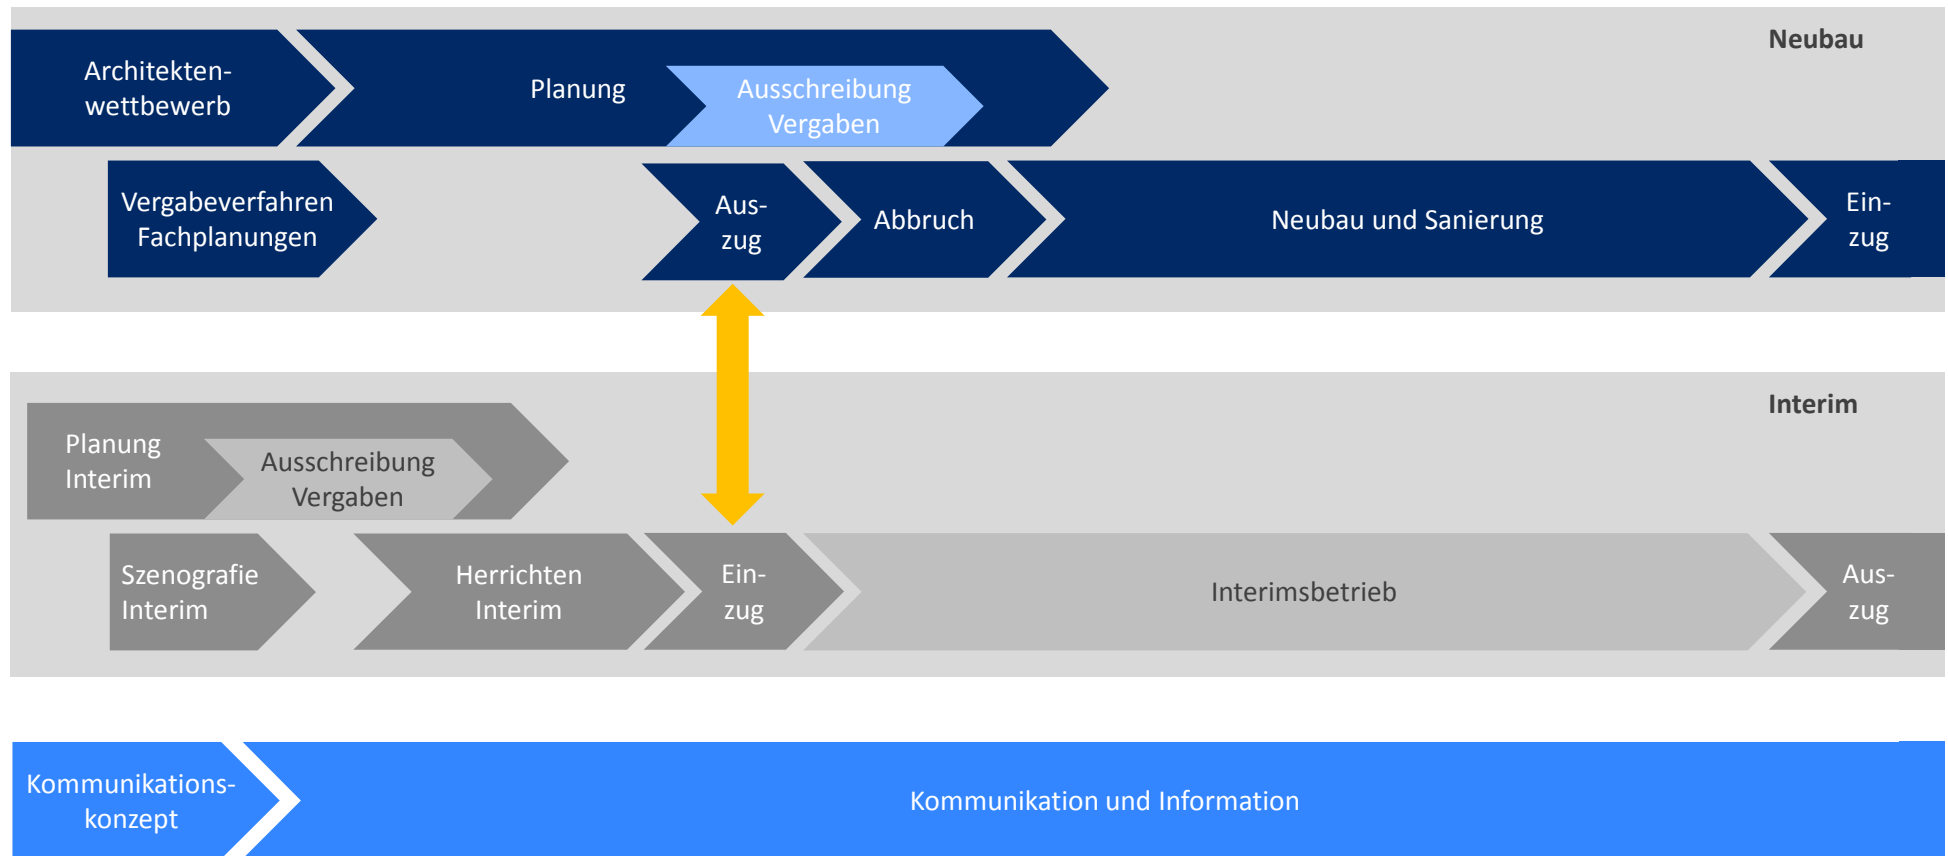 Neubau
Architekten-
wettbewerb
Planung
Ausschreibung
Vergaben
Vergabeverfahren
Fachplanungen
Aus-
zug
Abbruch
Neubau und Sanierung
Ein-
zug
Interim
Planung
Interim
Ausschreibung
Vergaben
Szenografie
Interim
Herrichten
Interim
Ein-
zug
Interimsbetrieb
Aus-
zug
Kommunikations-
konzept
Kommunikation und Information